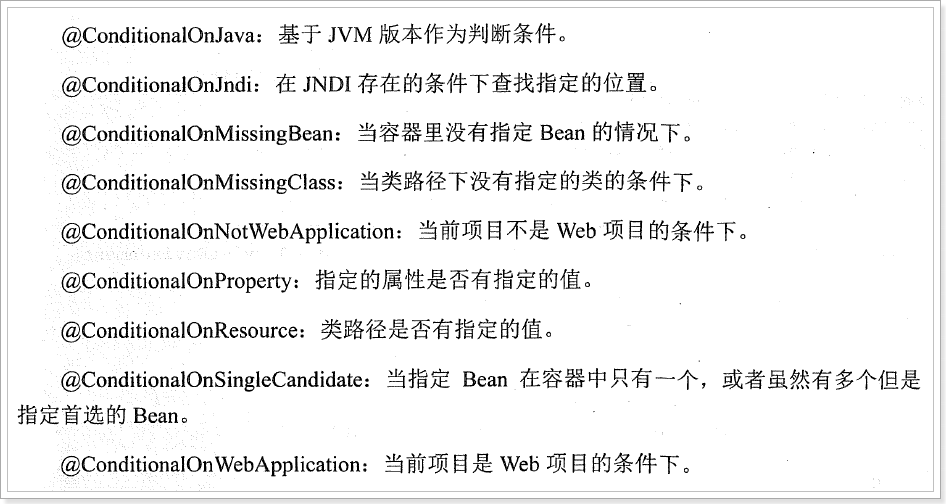 @ConditionalOnJava：基于 JVM 版本作为判断条件。
@ConditionalOnJndi：在 JNDI 存在的条件下查找指定的位置。
@ConditionalOnMissingBean：当容器里没有指定 Bean 的情况下。
@ConditionalOnMissingClass：当类路径下没有指定的类的条件下。
@ConditionalOnNotWebApplication：当前项目不是 Web 项目的条件下。
@ConditionalOnProperty：指定的属性是否有指定的值。
@ConditionalOnResource：类路径是否有指定的值。
@ConditionalOnSingleCandidate：当指定 Bean 在容器中只有一个，或者虽然有多个但是
指定首选的 Bean。
@ConditionalOnWebApplication：当前项目是 Web 项目的条件下。